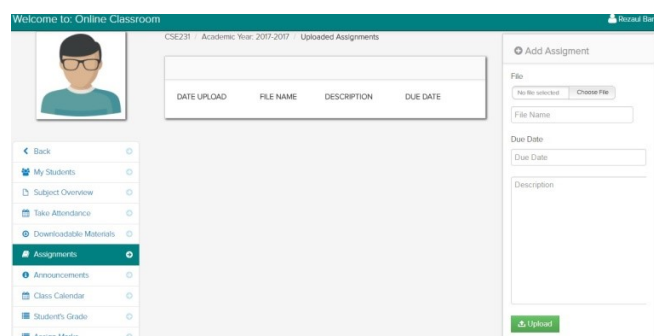 Welcome to: Online Classroom
Rezaul Bar
CSE231 / Academic Year: 2017-2017 / Uploaded Assignments
DATE UPLOAD FILE NAME DESCRIPTION DUE DATE
Back
My Students
Subject Overview
Take Attendance
Downloadable Materials
Assignments
Announcements
Class Calendar
Student's Grade
Assign Marks
Add Assigment
File
No file selected Choose File
File Name
Due Date
Due Date
Description
Upload